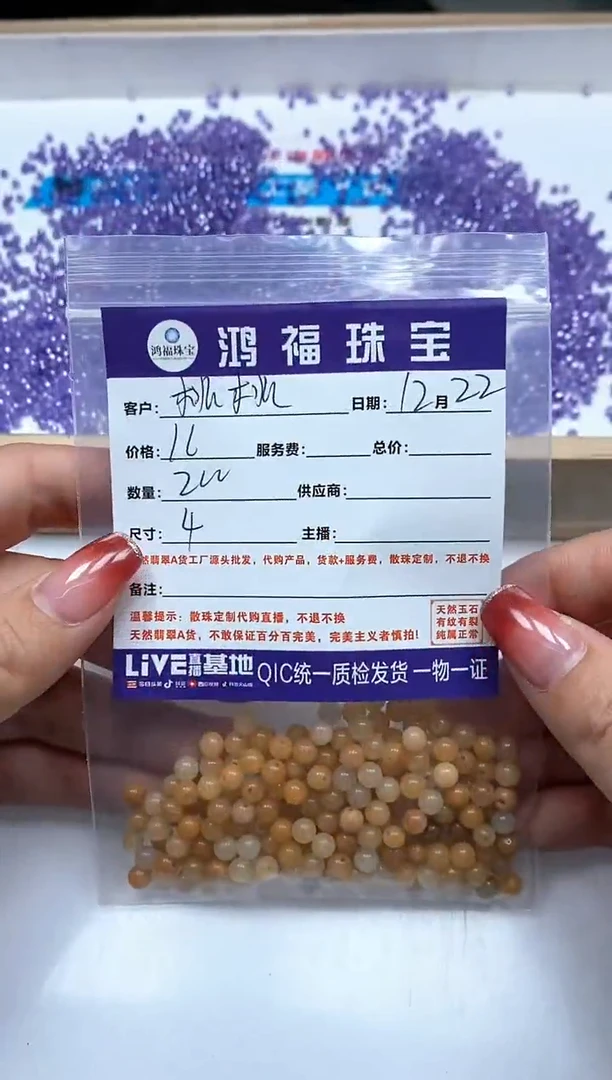 鸿福珠宝 鸿福珠宝
客户：桃桃 日期：12月22
价格：16 服务费： 总价：
数量：200 供应商：
尺寸：4 主播：
然翡翠A货工厂源头批发，代购产品，货款+服务费，散珠定制，不退不换
备注：
温馨提示：散珠定制代购直播，不退不换
天然翡翠A货，不敢保证百分百完美，完美主义者慎拍！
天然玉石
有纹有裂
纯属正常
LiVE直播基地 QIC统一质检发货 一物一证